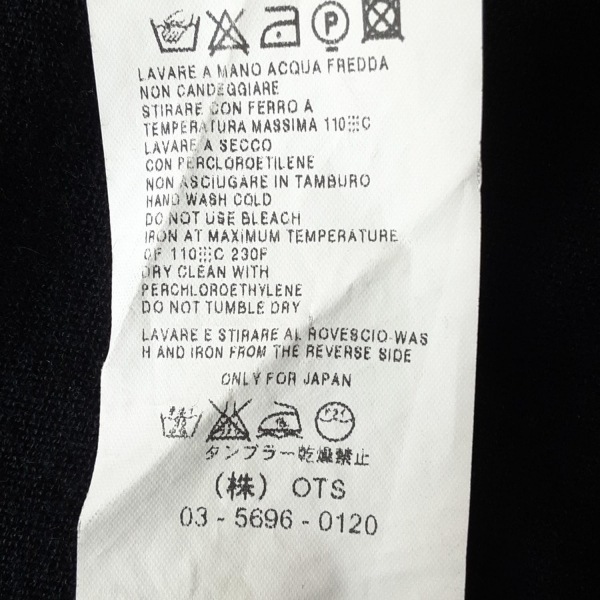 P
LAVARE A MANO ACQUA FREDDA
NON CANDEGGIARE
STIRARE CON FERRO A
TEMPERATURA MASSIMA 110░C
LAVARE A SECCO
CON PERCLOROETILENE
NON ASCIUGARE IN TAMBURO
HAND WASH COLD
DO NOT USE BLEACH
IRON AT MAXIMUM TEMPERATURE
OF 110░C 230F
DRY CLEAN WITH
PERCHLOROETHYLENE
DO NOT TUMBLE DRY
LAVARE E STIRARE AL ROVESCIO-WAS
H AND IRON FROM THE REVERSE SIDE
ONLY FOR JAPAN
タンブラー乾燥禁止
(株) OTS
03-5696-0120